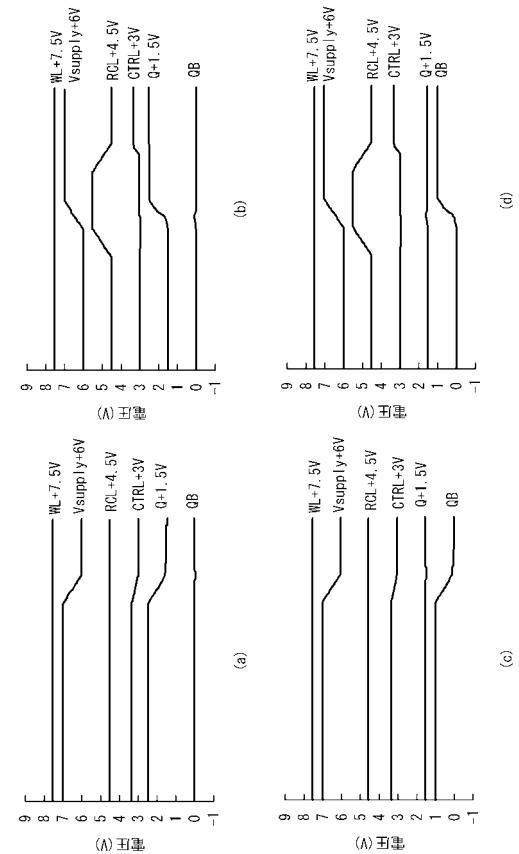 9
8
7
6
5
4
3
2
1
0
-1
電圧(V)
WL+7.5V
Vsupply+6V
RCL+4.5V
CTRL+3V
Q+1.5V
QB
(a)
9
8
7
6
5
4
3
2
1
0
-1
電圧(V)
WL+7.5V
Vsupply+6V
RCL+4.5V
CTRL+3V
Q+1.5V
QB
(b)
9
8
7
6
5
4
3
2
1
0
-1
電圧(V)
WL+7.5V
Vsupply+6V
RCL+4.5V
CTRL+3V
Q+1.5V
QB
(c)
9
8
7
6
5
4
3
2
1
0
-1
電圧(V)
WL+7.5V
Vsupply+6V
RCL+4.5V
CTRL+3V
Q+1.5V
QB
(d)